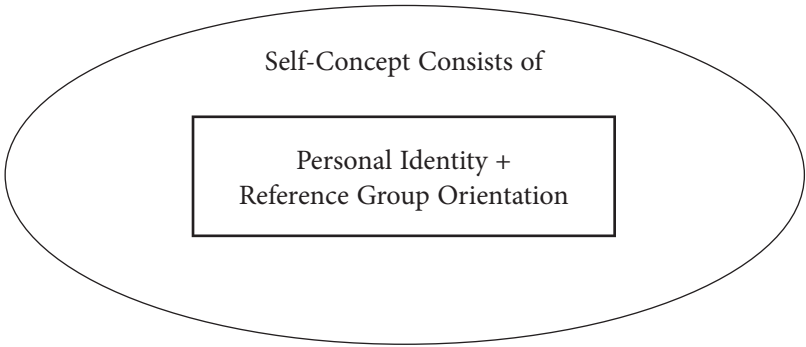 Self-Concept Consists of
Personal Identity +
Reference Group Orientation